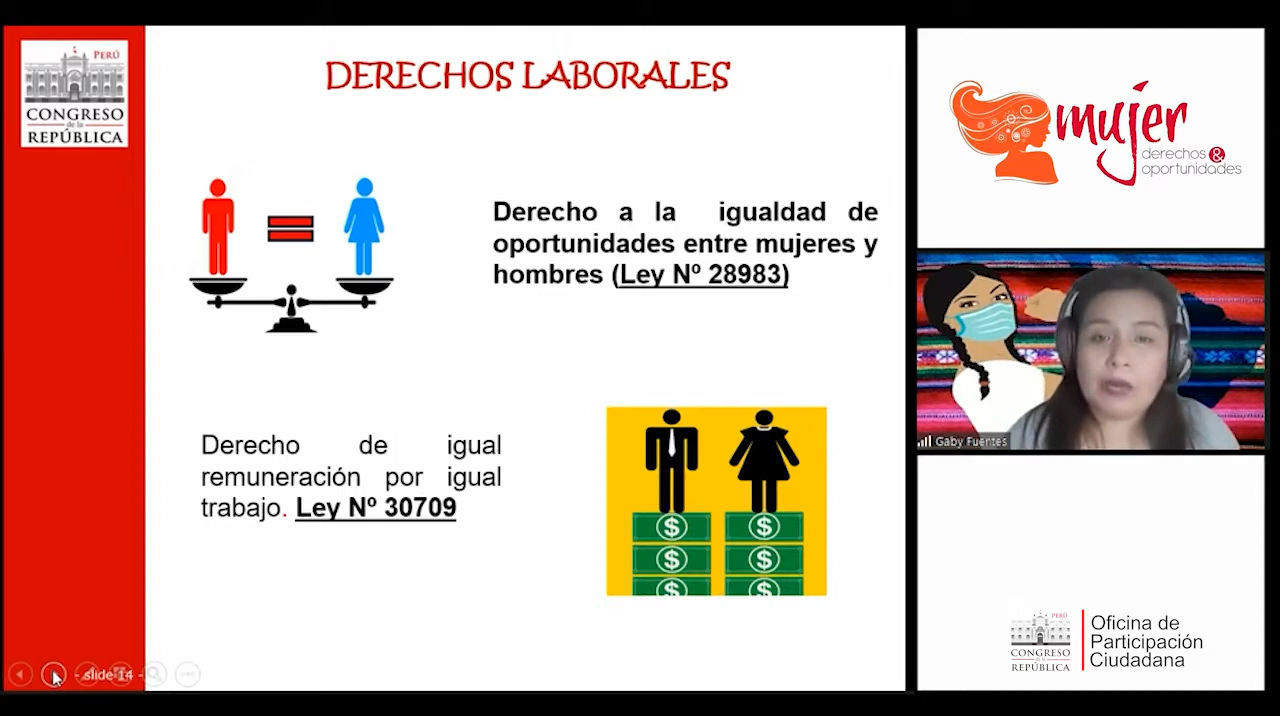 PERÚ
CONGRESO
de la
REPÚBLICA
DERECHOS LABORALES
Derecho a la igualdad de
oportunidades entre mujeres y
hombres (Ley Nº 28983)
Derecho de igual
remuneración por igual
trabajo. Ley Nº 30709
$ $
$ $
$ $
- slide 14 -
mujer
derechos &
oportunidades
Gaby Fuentes
PERÚ
CONGRESO
de la
REPÚBLICA
Oficina de
Participación
Ciudadana